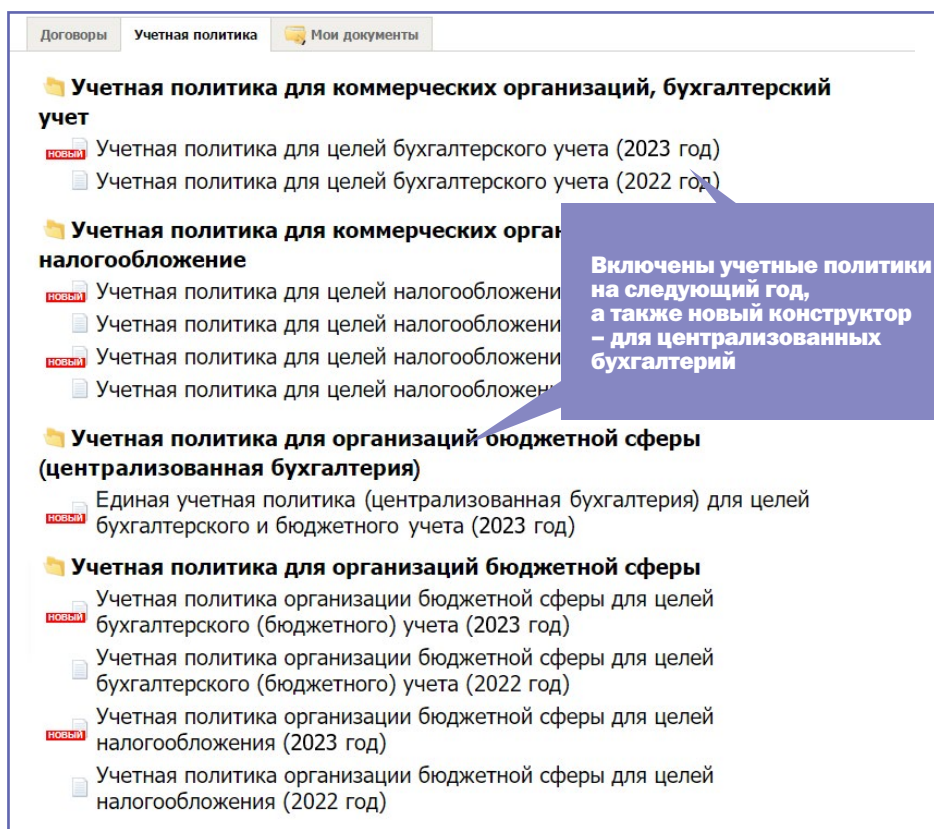 Договоры Учетная политика Мои документы
Учетная политика для коммерческих организаций, бухгалтерский
учет
новый Учетная политика для целей бухгалтерского учета (2023 год)
Учетная политика для целей бухгалтерского учета (2022 год)
Учетная политика для коммерческих
налогообложение
новый Учетная политика для целей
Учетная политика для целей
новый Учетная политика для целей
Учетная политика для целей
Включены учетные политики
на следующий год,
а также новый конструктор
– для централизованных
бухгалтерий
Учетная политика для организаций бюджетной сферы
(централизованная бухгалтерия)
Единая учетная политика (централизованная бухгалтерия) для целей
новый бухгалтерского и бюджетного учета (2023 год)
Учетная политика для организаций бюджетной сферы
Учетная политика организации бюджетной сферы для целей
новый бухгалтерского (бюджетного) учета (2023 год)
Учетная политика организации бюджетной сферы для целей
бухгалтерского (бюджетного) учета (2022 год)
Учетная политика организации бюджетной сферы для целей
новый налогообложения (2023 год)
Учетная политика организации бюджетной сферы для целей
налогообложения (2022 год)